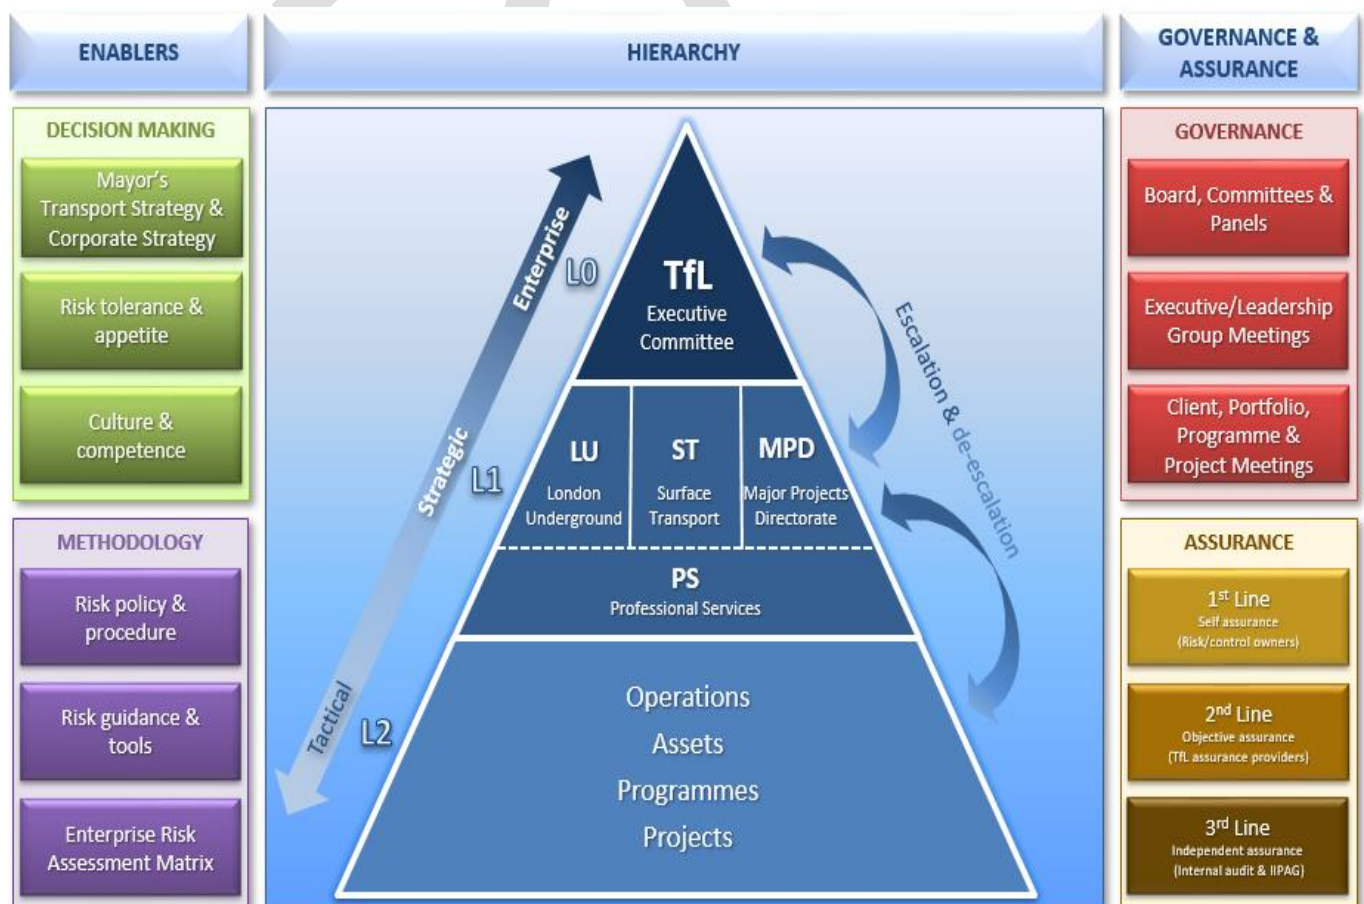 ENABLERS
HIERARCHY
GOVERNANCE &
ASSURANCE
DECISION MAKING
Mayor's
Transport Strategy &
Corporate Strategy
Risk tolerance &
appetite
Culture &
competence
METHODOLOGY
Risk policy &
procedure
Risk guidance &
tools
Enterprise Risk
Assessment Matrix
Enterprise
Strategic
Tactical
L0
L1
L2
TfL
Executive
Committee
LU
London
Underground
ST
Surface
Transport
MPD
Major Projects
Directorate
PS
Professional Services
Operations
Assets
Programmes
Projects
Escalation & de-escalation
GOVERNANCE
Board, Committees &
Panels
Executive/Leadership
Group Meetings
Client, Portfolio,
Programme &
Project Meetings
ASSURANCE
1st Line
Self assurance
(Risk/control owners)
2nd Line
Objective assurance
(TfL assurance providers)
3rd Line
Independent assurance
(Internal audit & IIPAG)